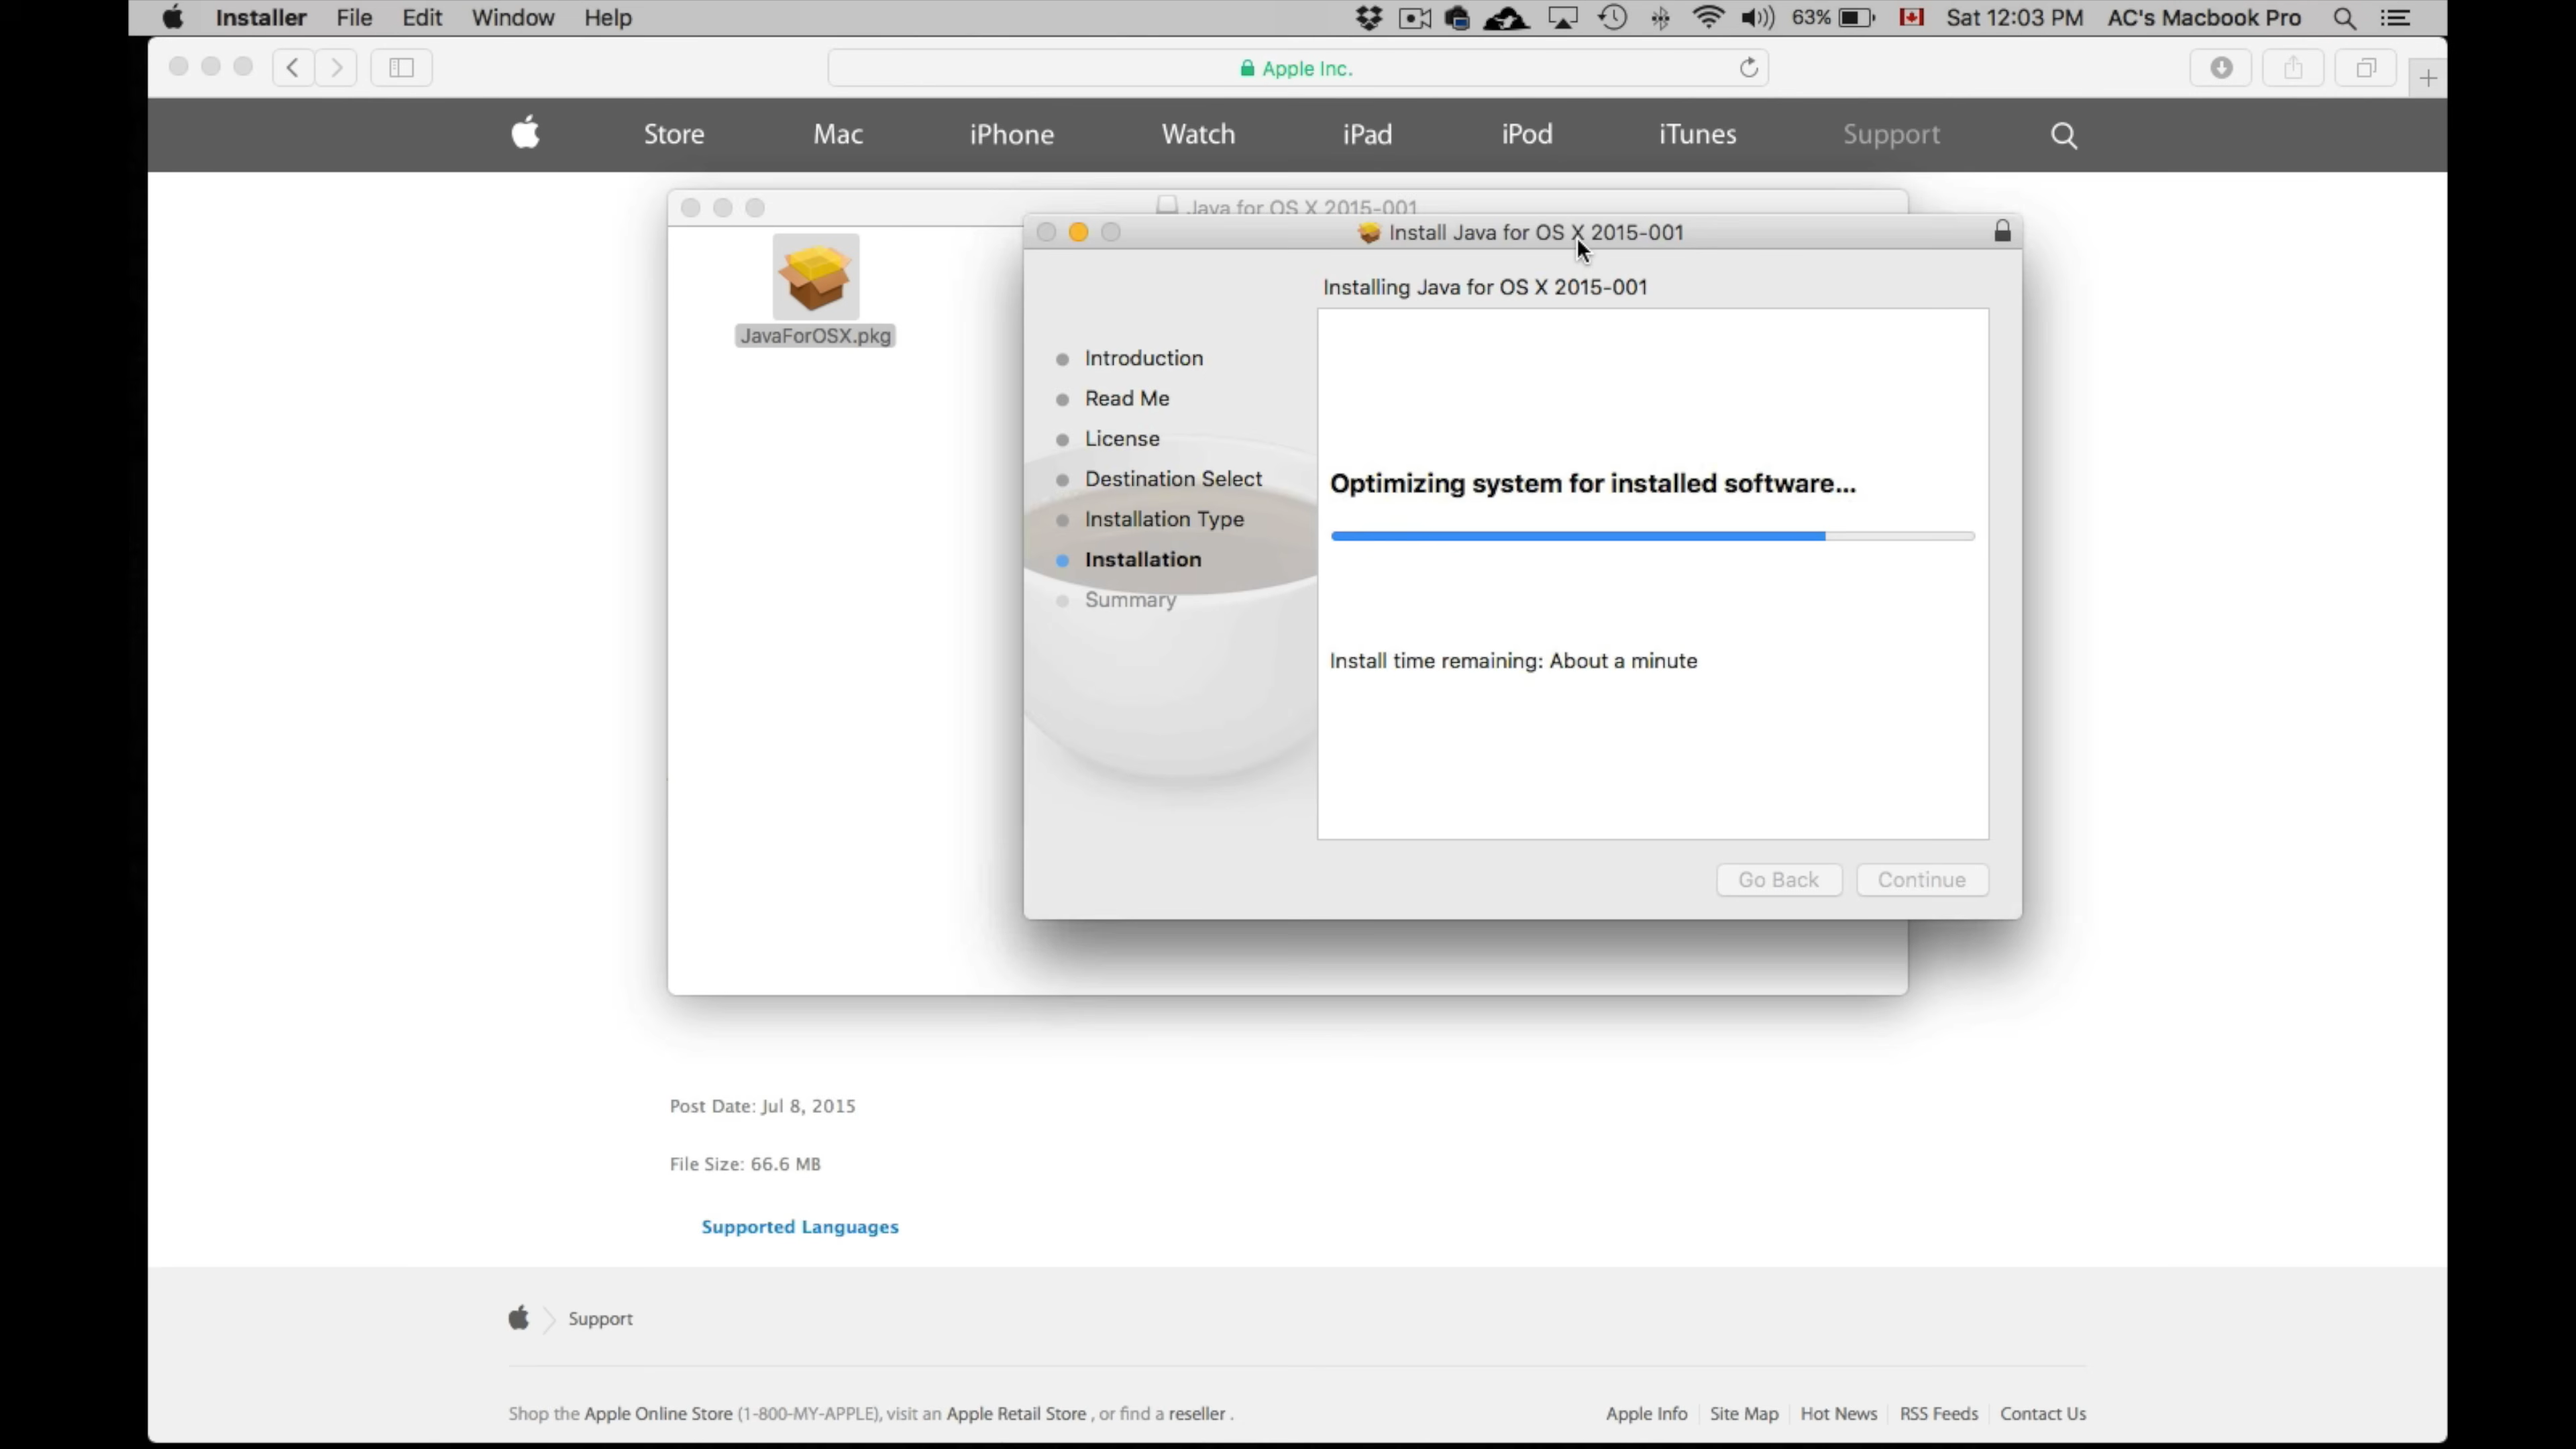 Installer File Edit Window Help 63% Sat 12:03 PM AC's Macbook Pro
Apple Inc.
Store Mac iPhone Watch iPad iPod iTunes Support
Java for OS X 2015-001
Install Java for OS X 2015-001
JavaForOSX.pkg
Installing Java for OS X 2015-001
Introduction
Read Me
License
Destination Select
Installation Type
Installation
Summary
Optimizing system for installed software...
Install time remaining: About a minute
Go Back Continue
Post Date: Jul 8, 2015
File Size: 66.6 MB
Supported Languages
Support
Shop the Apple Online Store (1-800-MY-APPLE), visit an Apple Retail Store , or find a reseller .
Apple Info Site Map Hot News RSS Feeds Contact Us